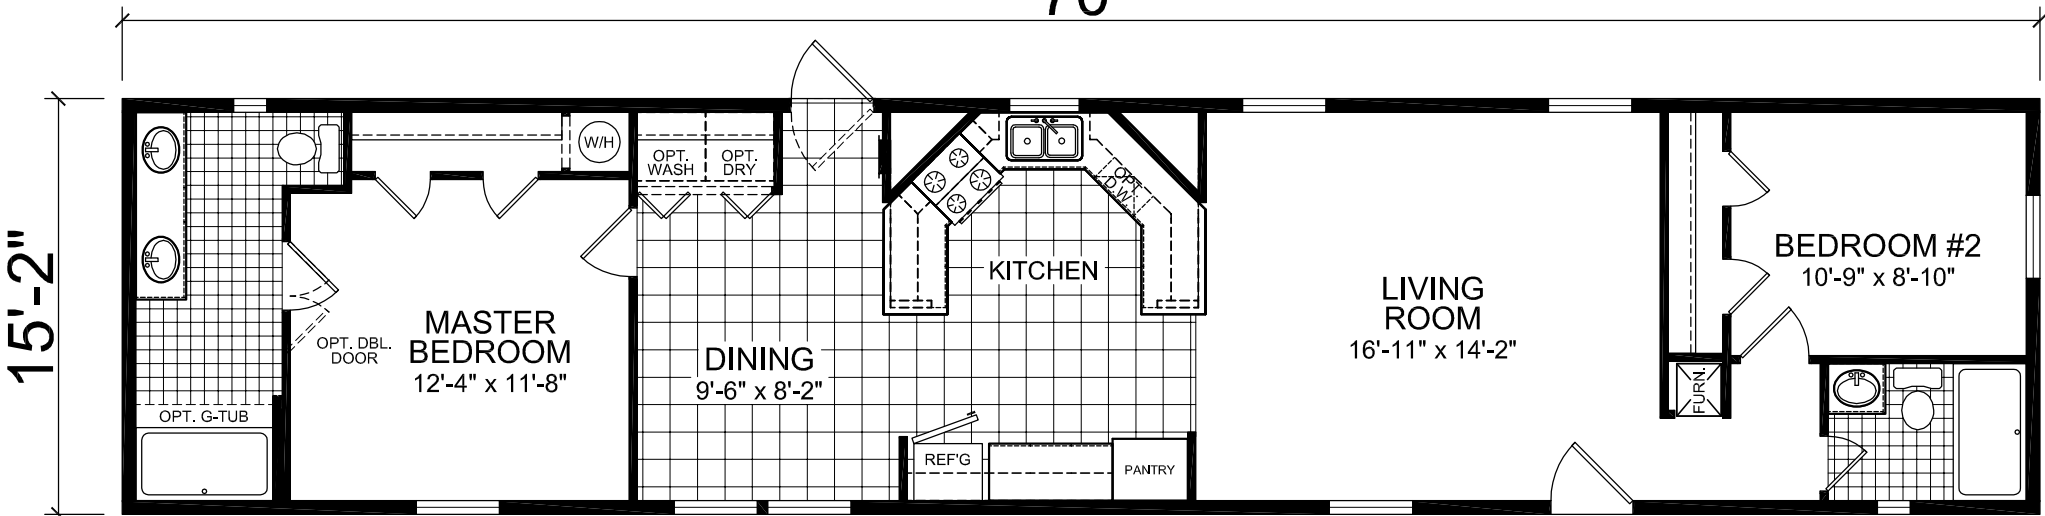 70
15'-2"
W/H
OPT.
WASH
OPT.
DRY
OPT.
D.W.
KITCHEN
BEDROOM #2
10'-9" x 8'-10"
LIVING
ROOM
16'-11" x 14'-2"
MASTER
BEDROOM
12'-4" x 11'-8"
OPT. DBL.
DOOR
DINING
9'-6" x 8'-2"
FURN.
OPT. G-TUB
REF'G
PANTRY